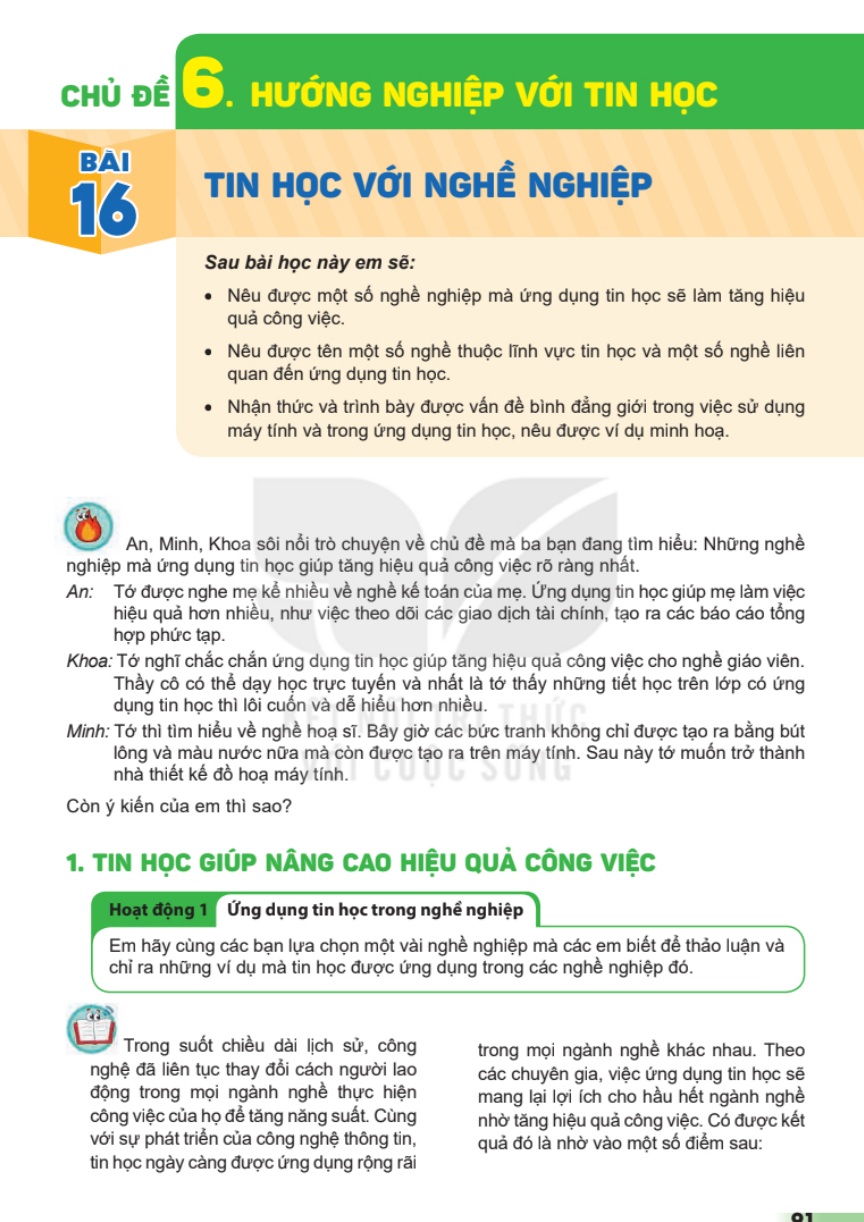 CHỦ ĐỀ 6. HƯỚNG NGHIỆP VỚI TIN HỌC
BÀI
16
TIN HỌC VỚI NGHỀ NGHIỆP
Sau bài học này em sẽ:
• Nêu được một số nghề nghiệp mà ứng dụng tin học sẽ làm tăng hiệu
quả công việc.
• Nêu được tên một số nghề thuộc lĩnh vực tin học và một số nghề liên
quan đến ứng dụng tin học.
• Nhận thức và trình bày được vấn đề bình đẳng giới trong việc sử dụng
máy tính và trong ứng dụng tin học, nêu được ví dụ minh hoạ.
An, Minh, Khoa sôi nổi trò chuyện về chủ đề mà ba bạn đang tìm hiểu: Những nghề
nghiệp mà ứng dụng tin học giúp tăng hiệu quả công việc rõ ràng nhất.
An: Tớ được nghe mẹ kể nhiều về nghề kế toán của mẹ. Ứng dụng tin học giúp mẹ làm việc
hiệu quả hơn nhiều, như việc theo dõi các giao dịch tài chính, tạo ra các báo cáo tổng
hợp phức tạp.
Khoa: Tớ nghĩ chắc chắn ứng dụng tin học giúp tăng hiệu quả công việc cho nghề giáo viên.
Thầy cô có thể dạy học trực tuyến và nhất là tớ thấy những tiết học trên lớp có ứng
dụng tin học thì lôi cuốn và dễ hiểu hơn nhiều.
Minh: Tớ thì tìm hiểu về nghề hoạ sĩ. Bây giờ các bức tranh không chỉ được tạo ra bằng bút
lông và màu nước nữa mà còn được tạo ra trên máy tính. Sau này tớ muốn trở thành
nhà thiết kế đồ hoạ máy tính.
KẾT NỐI TRI THỨC
VỚI CUỘC SỐNG
Còn ý kiến của em thì sao?
1. TIN HỌC GIÚP NÂNG CAO HIỆU QUẢ CÔNG VIỆC
Hoạt động 1 Ứng dụng tin học trong nghề nghiệp
Em hãy cùng các bạn lựa chọn một vài nghề nghiệp mà các em biết để thảo luận và
chỉ ra những ví dụ mà tin học được ứng dụng trong các nghề nghiệp đó.
Trong suốt chiều dài lịch sử, công
nghệ đã liên tục thay đổi cách người lao
động trong mọi ngành nghề thực hiện
công việc của họ để tăng năng suất. Cùng
với sự phát triển của công nghệ thông tin,
tin học ngày càng được ứng dụng rộng rãi
trong mọi ngành nghề khác nhau. Theo
các chuyên gia, việc ứng dụng tin học sẽ
mang lại lợi ích cho hầu hết ngành nghề
nhờ tăng hiệu quả công việc. Có được kết
quả đó là nhờ vào một số điểm sau: